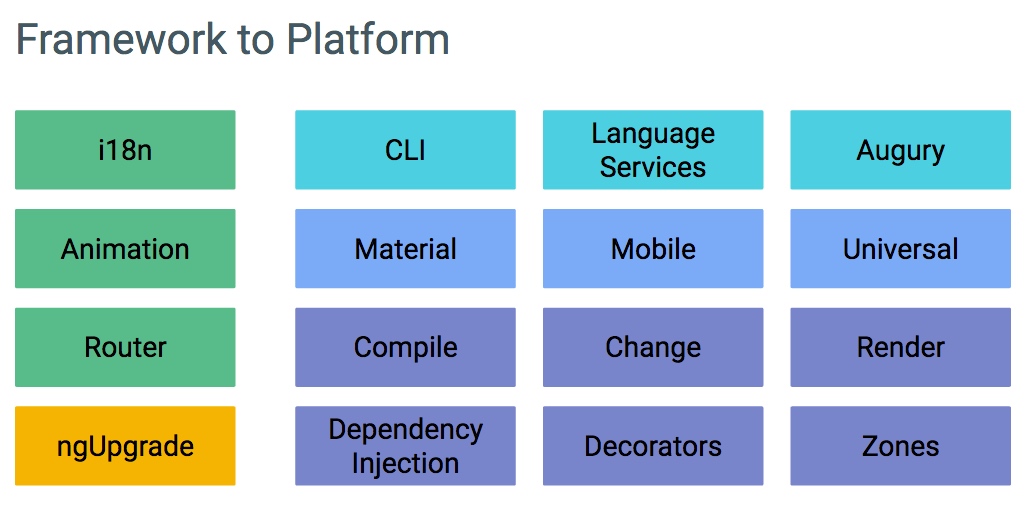 Framework to Platform
i18n
CLI
Language
Services
Augury
Animation
Material
Mobile
Universal
Router
Compile
Change
Render
ngUpgrade
Dependency
Injection
Decorators
Zones